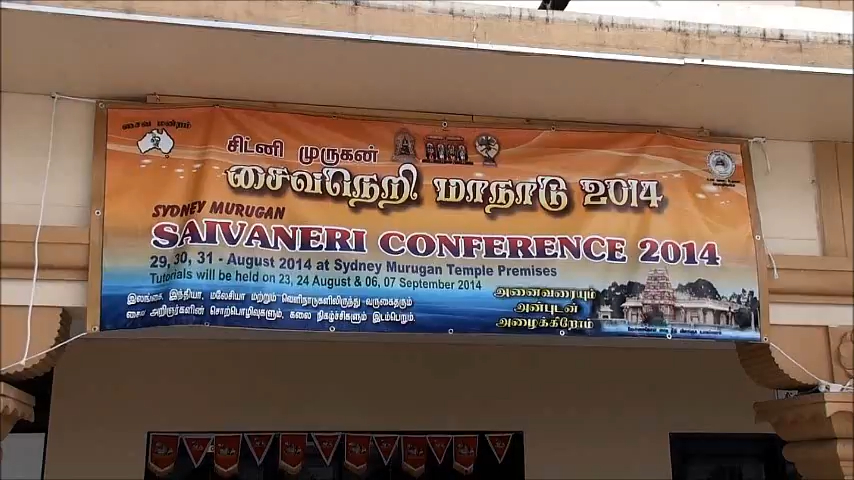 சைவ மன்றம்
சிட்னி முருகன்
சைவநெறி மாநாடு 2014
SYDNEY MURUGAN
SAIVANERI CONFERENCE 2014
29, 30, 31 - August 2014 at Sydney Murugan Temple Premises
Tutorials will be held on 23, 24 August & 06, 07 September 2014
இலங்கை, இந்தியா, மலேசியா மற்றும் வெளிநாடுகளிலிருந்து வருகைதரும்
சைவ அறிஞர்களின் சொற்பொழிவுகளும், கலை நிகழ்ச்சிகளும் இடம்பெறும்.
அனைவரையும்
அன்புடன்
அழைக்கிறோம்